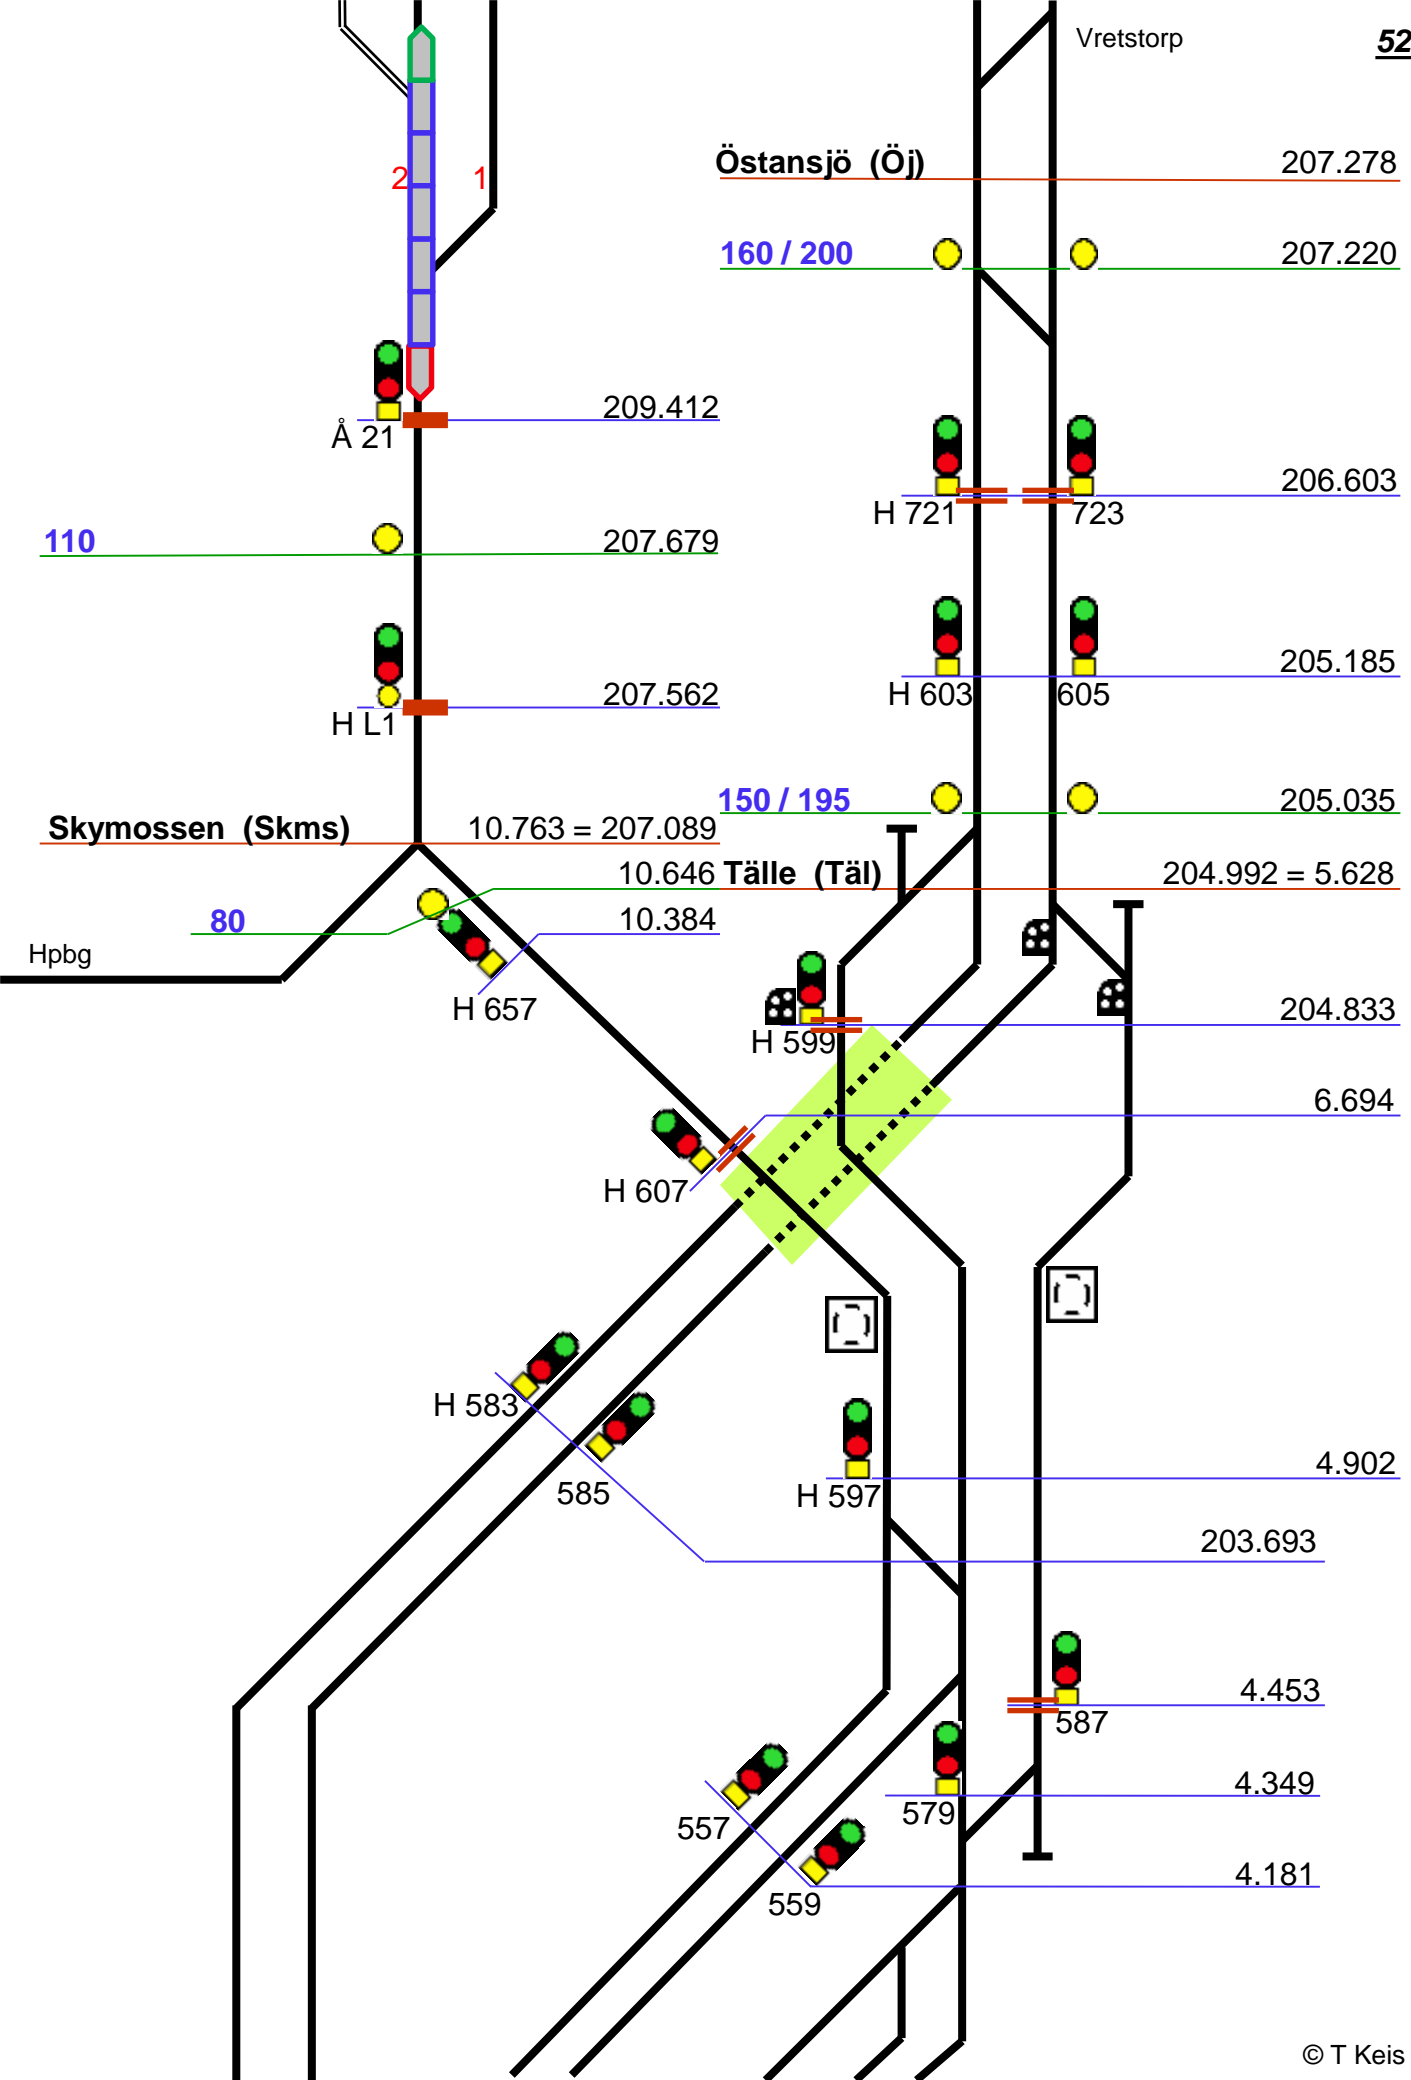 Vretstorp
52
Östansjö (Öj) 207.278
2 1
160 / 200 207.220
209.412
Å 21
206.603
H 721 723
110 207.679
205.185
H 603 605
207.562
H L1
150 / 195 205.035
Skymossen (Skms) 10.763 = 207.089
10.646 Tälle (Täl) 204.992 = 5.628
80 10.384
Hpbg
H 657
204.833
H 599
6.694
H 607
H 583
4.902
585 H 597
203.693
4.453
587
4.349
557 579
4.181
559
© T Keis